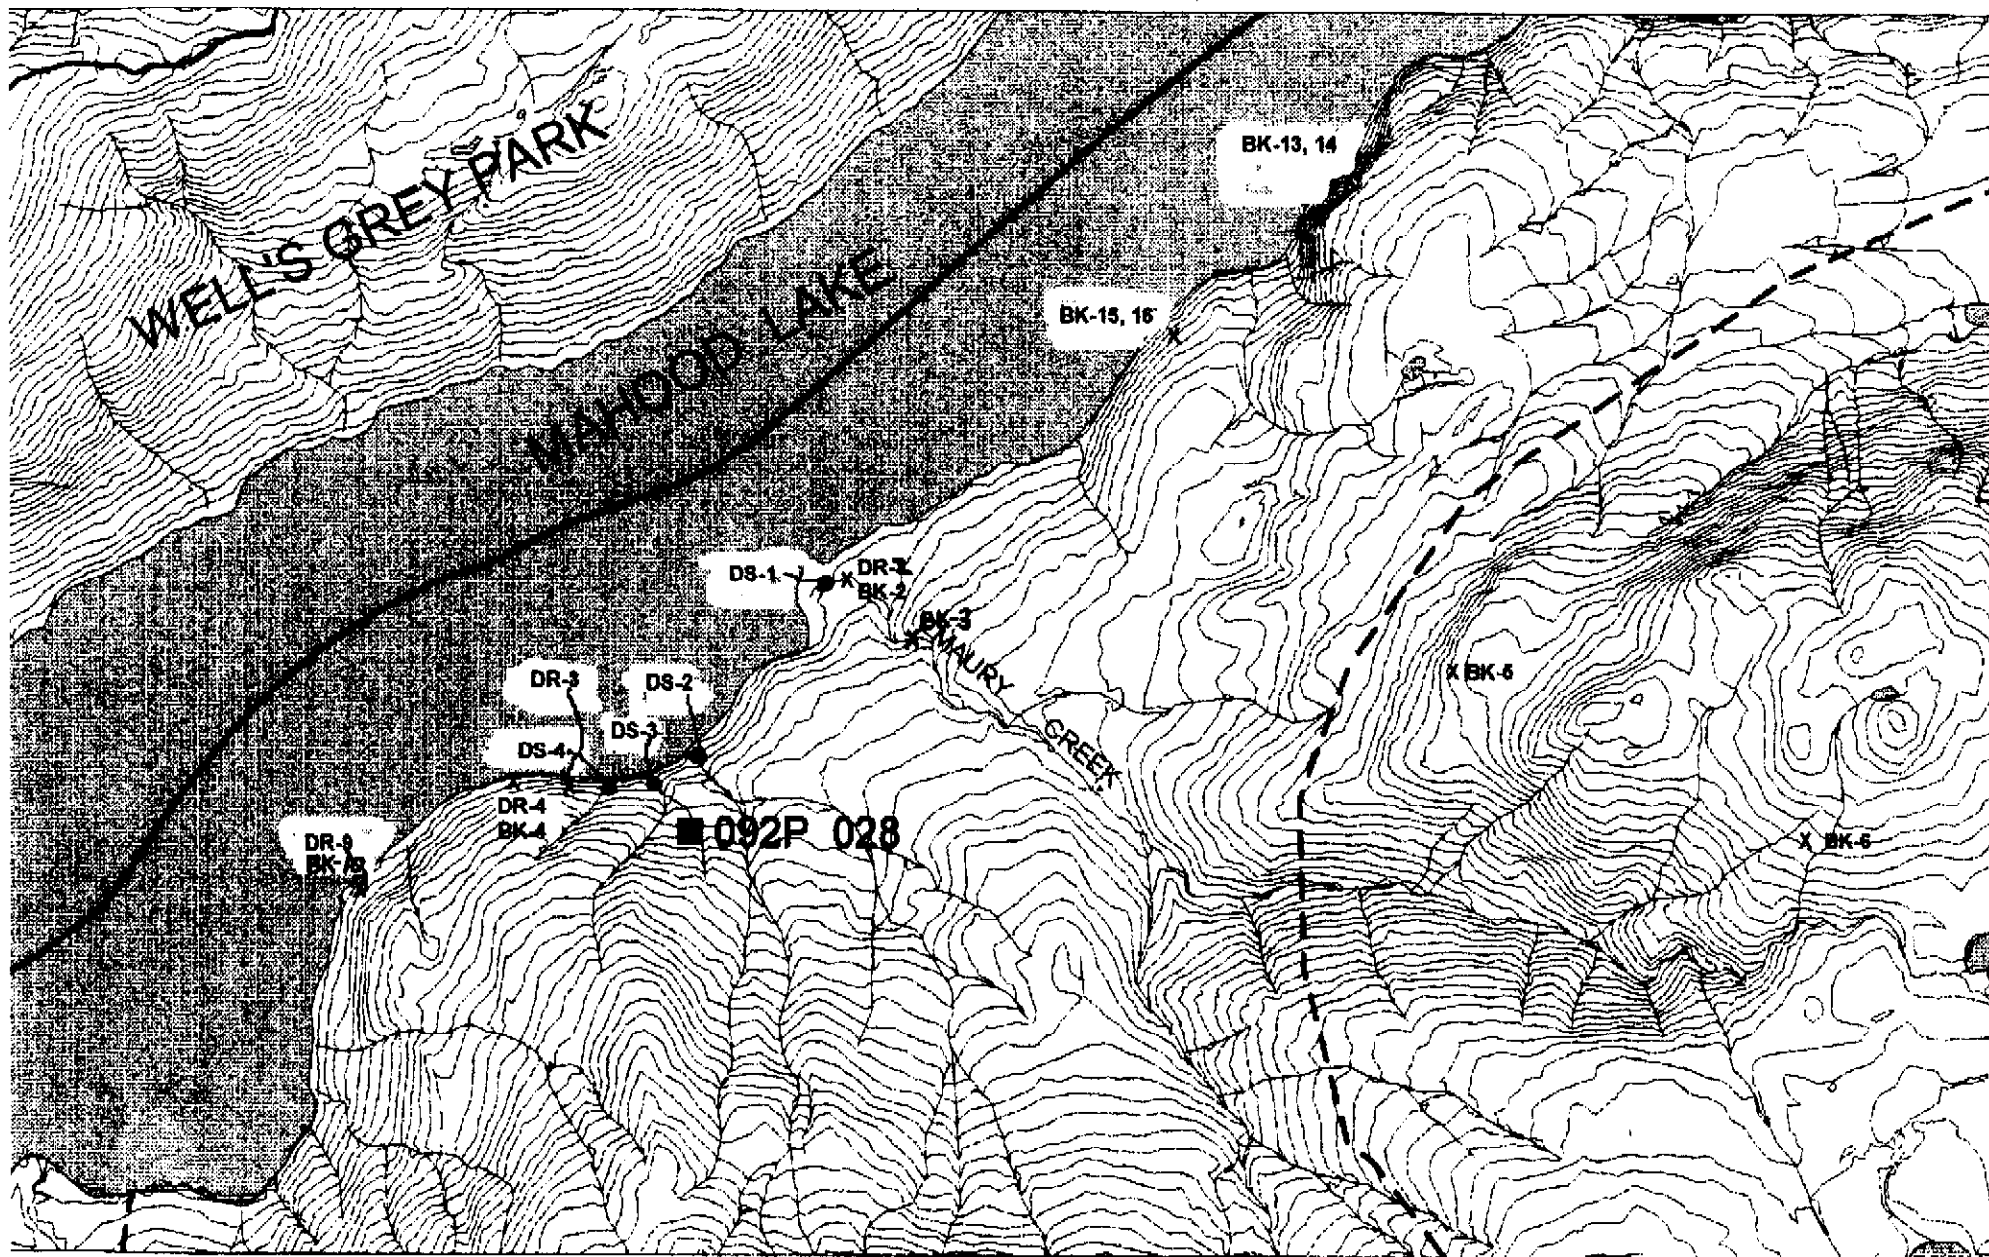 WELL'S GREY PARK
MAHOOD LAKE
BK-13, 14
BK-15, 16
DS-1
BK-2
BK-3
MAURY
CREEK
BK-5
DR-3
DS-2
DS-3
DS-4
DR-4
BK-4
092P 028
DR-9
BK-6